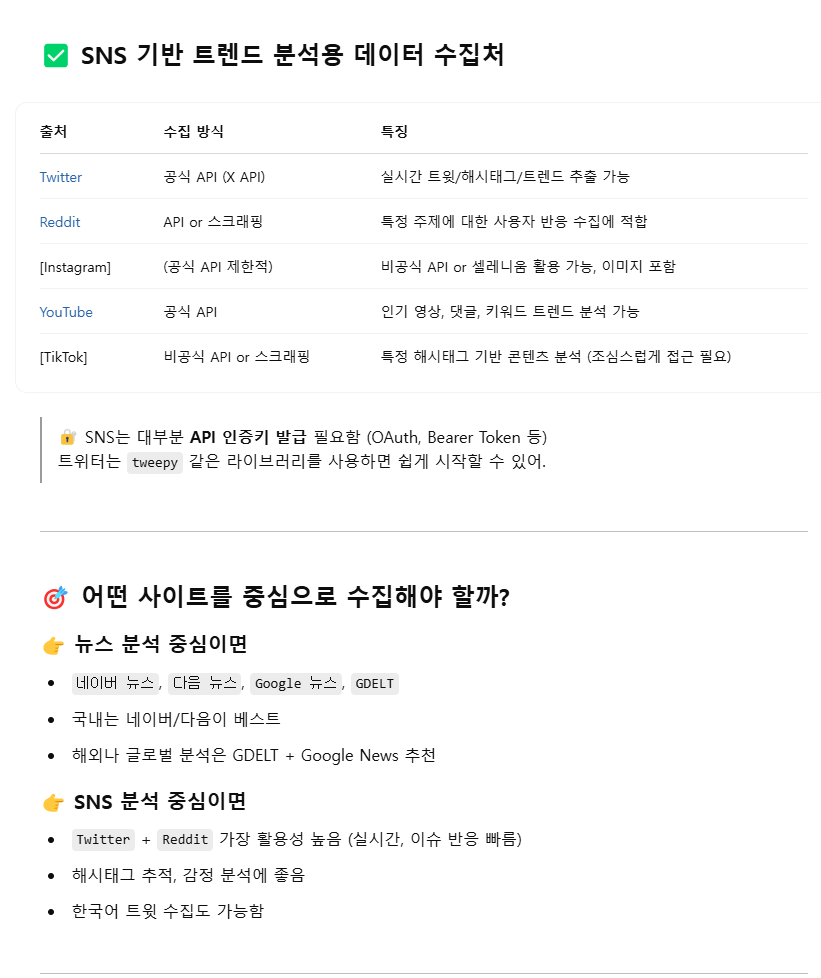 ✅ SNS 기반 트렌드 분석용 데이터 수집처
출처 수집 방식 특징
Twitter 공식 API (X API) 실시간 트윗/해시태그/트렌드 추출 가능
Reddit API or 스크래핑 특정 주제에 대한 사용자 반응 수집에 적합
[Instagram] (공식 API 제한적) 비공식 API or 셀레니움 활용 가능, 이미지 포함
YouTube 공식 API 인기 영상, 댓글, 키워드 트렌드 분석 가능
[TikTok] 비공식 API or 스크래핑 특정 해시태그 기반 콘텐츠 분석 (조심스럽게 접근 필요)
🔐 SNS는 대부분 API 인증키 발급 필요함 (OAuth, Bearer Token 등)
트위터는 tweepy 같은 라이브러리를 사용하면 쉽게 시작할 수 있어.
🎯 어떤 사이트를 중심으로 수집해야 할까?
👉 뉴스 분석 중심이면
• 네이버 뉴스, 다음 뉴스, Google 뉴스, GDELT
• 국내는 네이버/다음이 베스트
• 해외나 글로벌 분석은 GDELT + Google News 추천
👉 SNS 분석 중심이면
• Twitter + Reddit 가장 활용성 높음 (실시간, 이슈 반응 빠름)
• 해시태그 추적, 감정 분석에 좋음
• 한국어 트윗 수집도 가능함